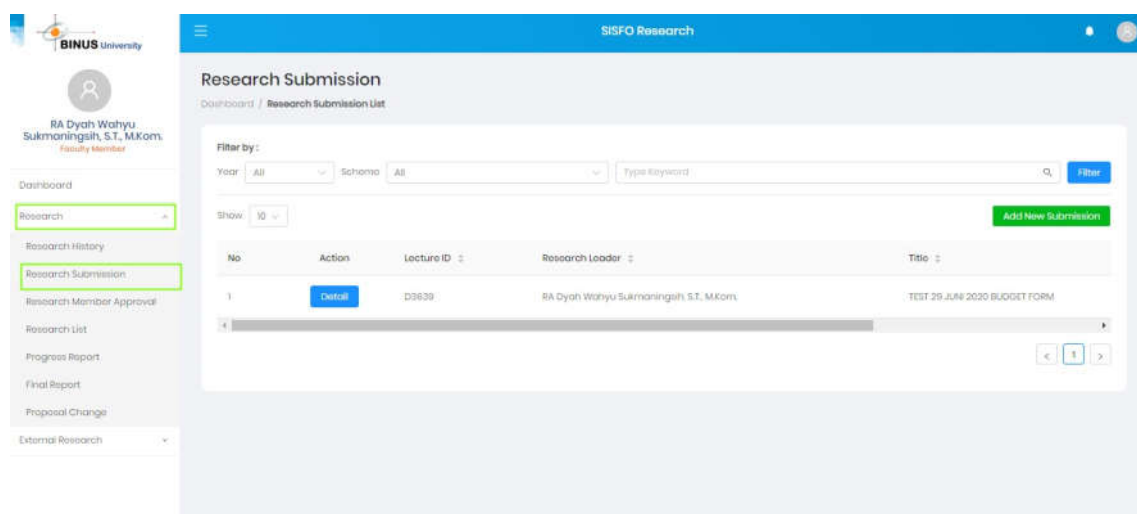 BINUS University
SISFO Research
RA Dyah Wahyu
Sukmaningsih, S.T., M.Kom.
Faculty Member
Dashboard
Research
Research History
Research Submission
Research Member Approval
Research List
Progress Report
Final Report
Proposal Change
External Research
Research Submission
Dashboard / Research Submission List
Filter by :
Year All Schema All Type Keyword Filter
Show 10 Add New Submission
No Action Lecture ID Research Leader Title
1 Detail D3639 RA Dyah Wahyu Sukmaningsih, S.T., M.Kom. TEST 29 JUNI 2020 BUDGET FORM
< 1 >